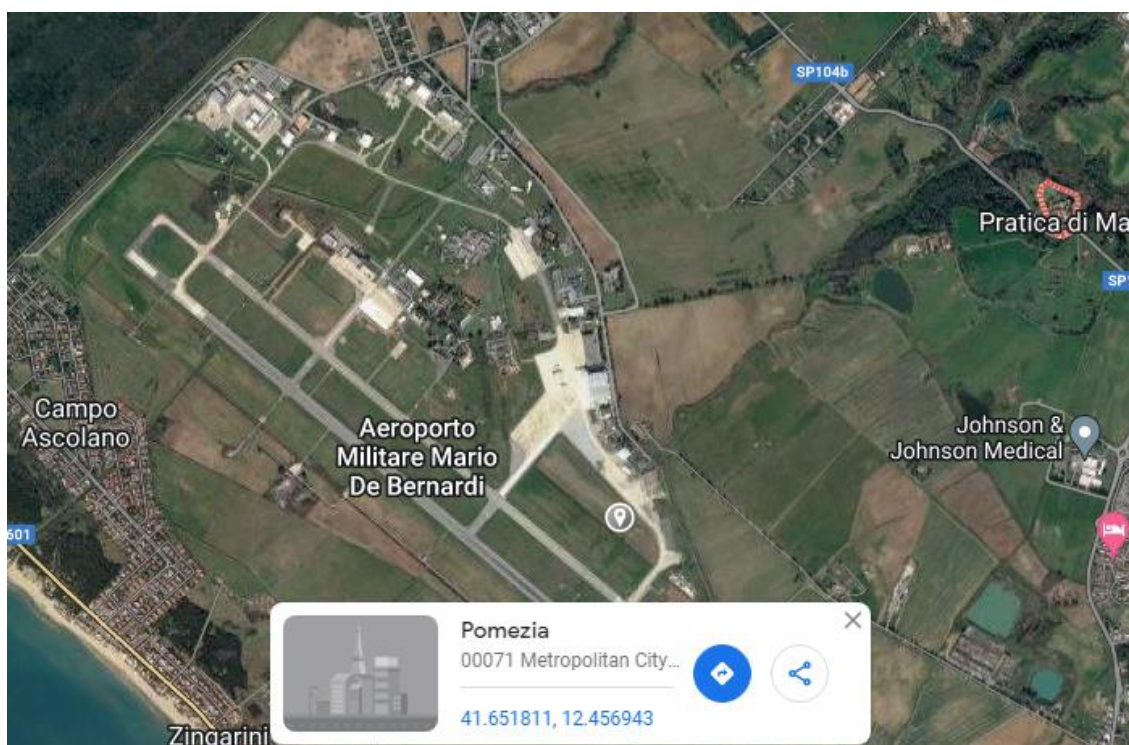 SP104b
Pratica di Ma
SP1
Campo
Ascolano
Aeroporto
Militare Mario
De Bernardi
Johnson &
Johnson Medical
601
Pomezia
00071 Metropolitan City...
41.651811, 12.456943
Zingarini